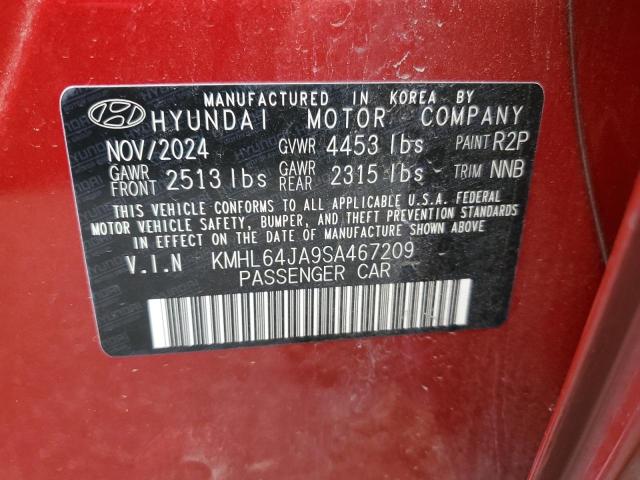 MANUFACTURED IN KOREA BY
HYUNDAI MOTOR COMPANY
NOV/2024 GVWR 4453 lbs PAINT R2P
GAWR FRONT 2513 lbs GAWR REAR 2315 lbs TRIM NNB
THIS VEHICLE CONFORMS TO ALL APPLICABLE U.S.A. FEDERAL
MOTOR VEHICLE SAFETY, BUMPER, AND THEFT PREVENTION STANDARDS
IN EFFECT ON THE DATE OF MANUFACTURE SHOWN ABOVE.
V.I.N KMHL64JA9SA467209
PASSENGER CAR